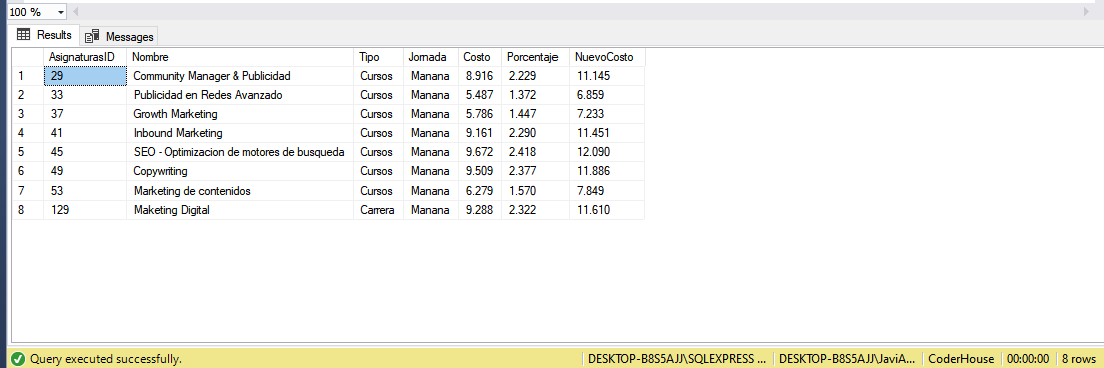 100 %
Results Messages
AsignaturasID Nombre Tipo Jornada Costo Porcentaje NuevoCosto
1 29 Community Manager & Publicidad Cursos Manana 8.916 2.229 11.145
2 33 Publicidad en Redes Avanzado Cursos Manana 5.487 1.372 6.859
3 37 Growth Marketing Cursos Manana 5.786 1.447 7.233
4 41 Inbound Marketing Cursos Manana 9.161 2.290 11.451
5 45 SEO - Optimizacion de motores de busqueda Cursos Manana 9.672 2.418 12.090
6 49 Copywriting Cursos Manana 9.509 2.377 11.886
7 53 Marketing de contenidos Cursos Manana 6.279 1.570 7.849
8 129 Maketing Digital Carrera Manana 9.288 2.322 11.610
Query executed successfully. DESKTOP-B8S5AJJ\SQLEXPRESS ... DESKTOP-B8S5AJJ\JaviA... CoderHouse 00:00:00 8 rows